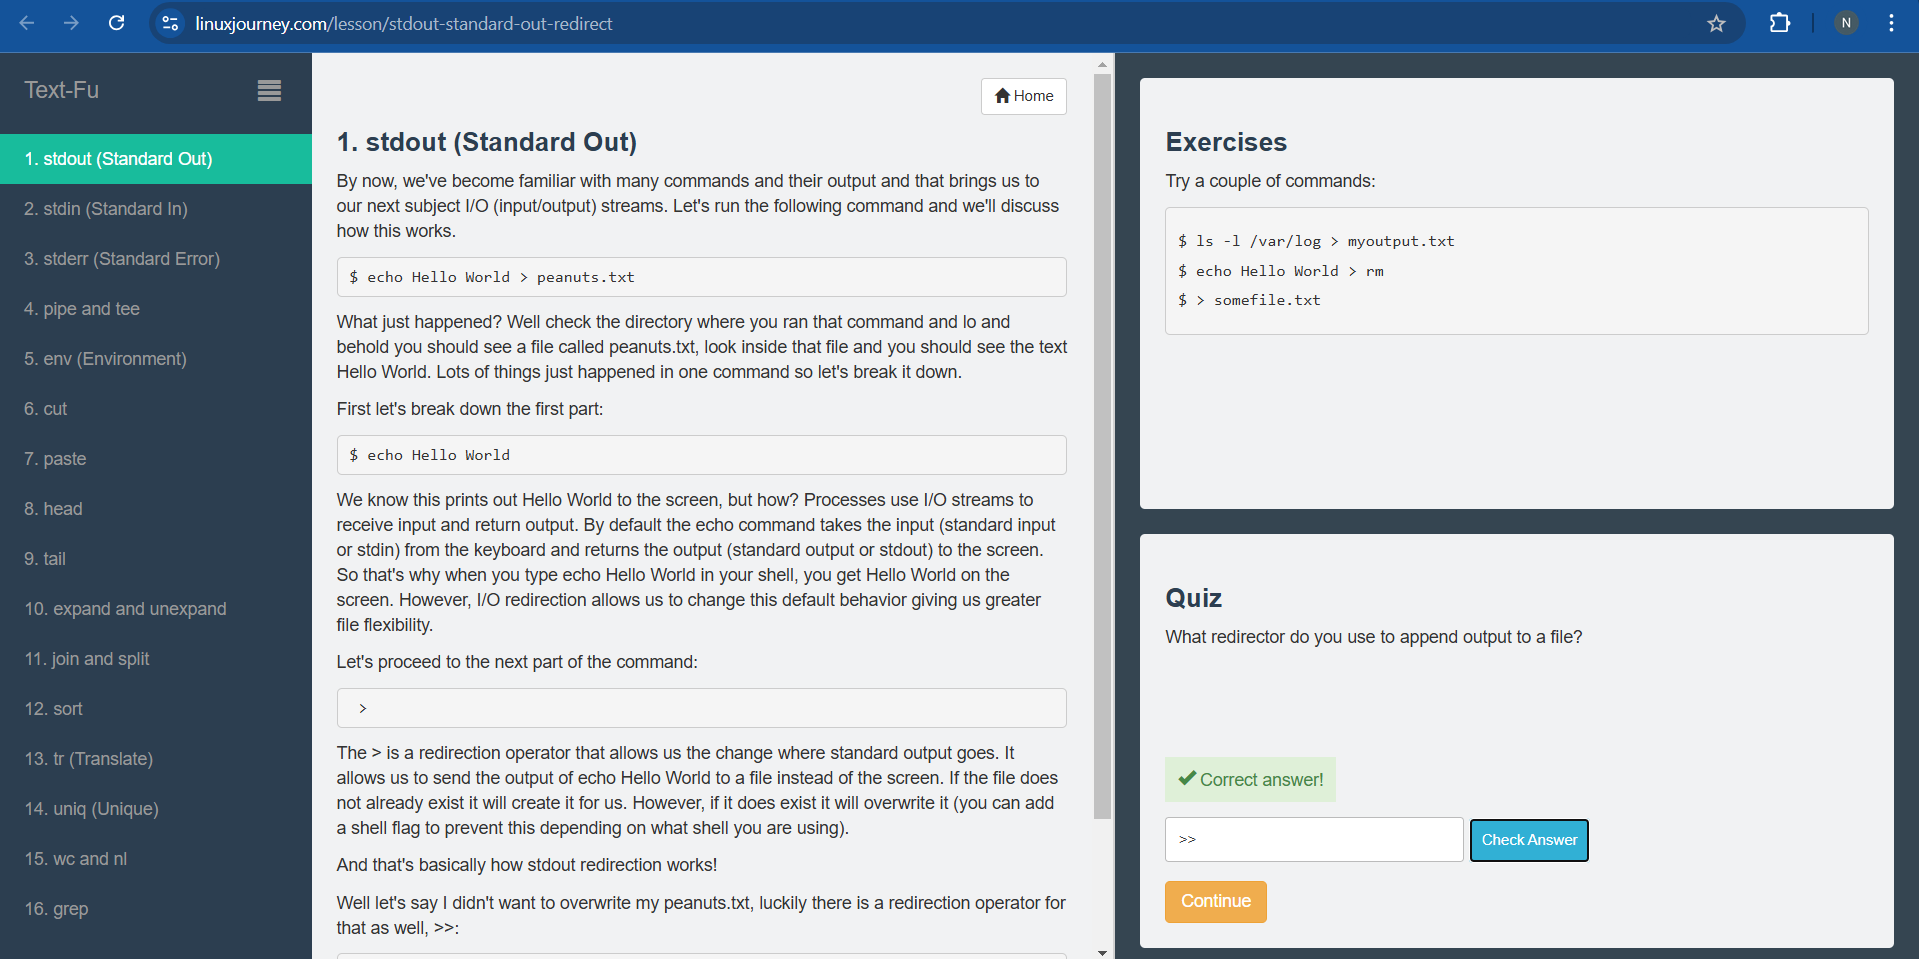 linuxjourney.com/lesson/stdout-standard-out-redirect
N
Text-Fu
1. stdout (Standard Out)
2. stdin (Standard In)
3. stderr (Standard Error)
4. pipe and tee
5. env (Environment)
6. cut
7. paste
8. head
9. tail
10. expand and unexpand
11. join and split
12. sort
13. tr (Translate)
14. uniq (Unique)
15. wc and nl
16. grep
Home
1. stdout (Standard Out)
By now, we've become familiar with many commands and their output and that brings us to
our next subject I/O (input/output) streams. Let's run the following command and we'll discuss
how this works.
$ echo Hello World > peanuts.txt
What just happened? Well check the directory where you ran that command and lo and
behold you should see a file called peanuts.txt, look inside that file and you should see the text
Hello World. Lots of things just happened in one command so let's break it down.
First let's break down the first part:
$ echo Hello World
We know this prints out Hello World to the screen, but how? Processes use I/O streams to
receive input and return output. By default the echo command takes the input (standard input
or stdin) from the keyboard and returns the output (standard output or stdout) to the screen.
So that's why when you type echo Hello World in your shell, you get Hello World on the
screen. However, I/O redirection allows us to change this default behavior giving us greater
file flexibility.
Let's proceed to the next part of the command:
>
The > is a redirection operator that allows us the change where standard output goes. It
allows us to send the output of echo Hello World to a file instead of the screen. If the file does
not already exist it will create it for us. However, if it does exist it will overwrite it (you can add
a shell flag to prevent this depending on what shell you are using).
And that's basically how stdout redirection works!
Well let's say I didn't want to overwrite my peanuts.txt, luckily there is a redirection operator for
that as well, >>:
Exercises
Try a couple of commands:
$ ls -l /var/log > myoutput.txt
$ echo Hello World > rm
$ > somefile.txt
Quiz
What redirector do you use to append output to a file?
Correct answer!
>>
Check Answer
Continue